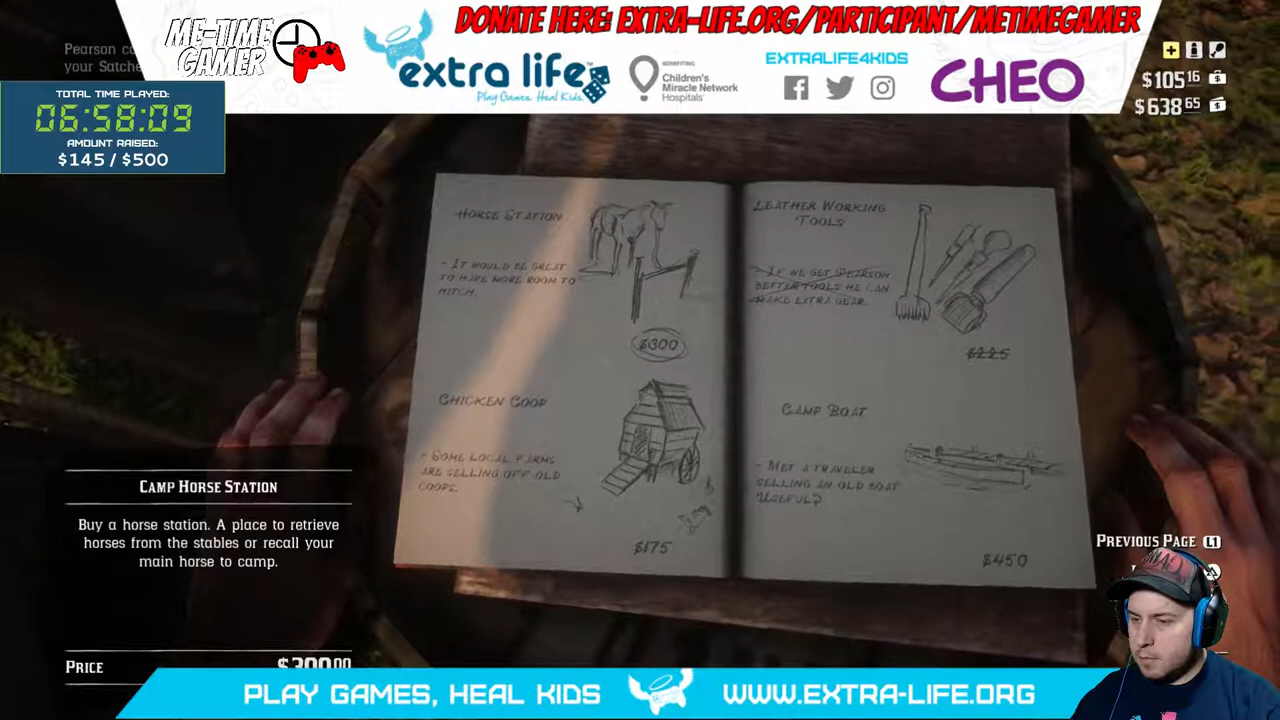 DONATE HERE: EXTRA-LIFE.ORG/PARTICIPANT/METIMEGAMER
ME-TIME
GAMER
extra life
Play Games. Heal Kids.
BENEFITING
Children's
Miracle Network
Hospitals
EXTRALIFE4KIDS
CHEO
Pearson
your Satche
$105 16
$638 65
TOTAL TIME PLAYED:
06:58:09
AMOUNT RAISED:
$145 / $500
HORSE STATION
- IT WOULD BE GREAT
TO HAVE MORE ROOM TO
HITCH.
$300
CHICKEN COOP
- SOME LOCAL FARMS
ARE SELLING OFF OLD
COOPS.
$175
LEATHER WORKING
TOOLS
- IF WE GET PEARSON
BETTER TOOLS HE CAN
MAKE EXTRA GEAR.
$225
CAMP BOAT
- MET A TRAVELER
SELLING AN OLD BOAT
USEFUL?
$450
CAMP HORSE STATION
Buy a horse station. A place to retrieve
horses from the stables or recall your
main horse to camp.
PRICE $300.00
PREVIOUS PAGE L1
PLAY GAMES, HEAL KIDS
WWW.EXTRA-LIFE.ORG